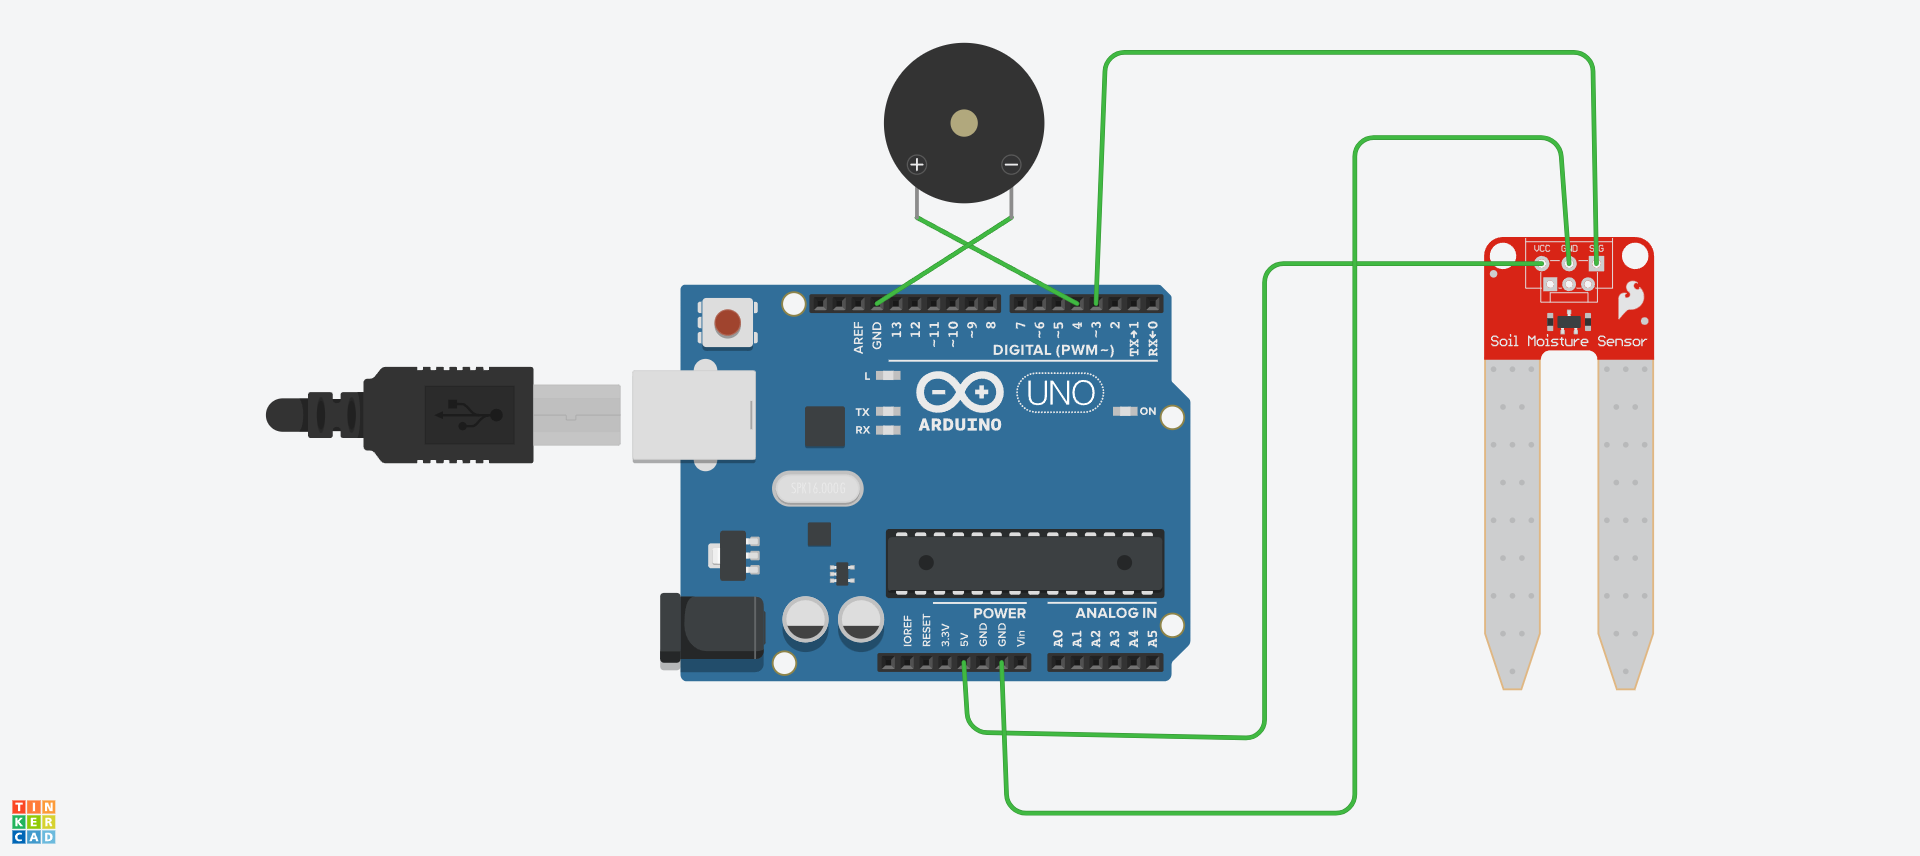 + −
VCC GND SIG
AREF GND 13 12 ~11 ~10 ~9 8 7 ~6 ~5 4 ~3 2 TX→1 RX←0
DIGITAL (PWM~)
L
TX
RX
ARDUINO
UNO
ON
Soil Moisture Sensor
SPK16.000G
POWER
ANALOG IN
IOREF RESET 3.3V 5V GND GND Vin A0 A1 A2 A3 A4 A5
TIN
KER
CAD